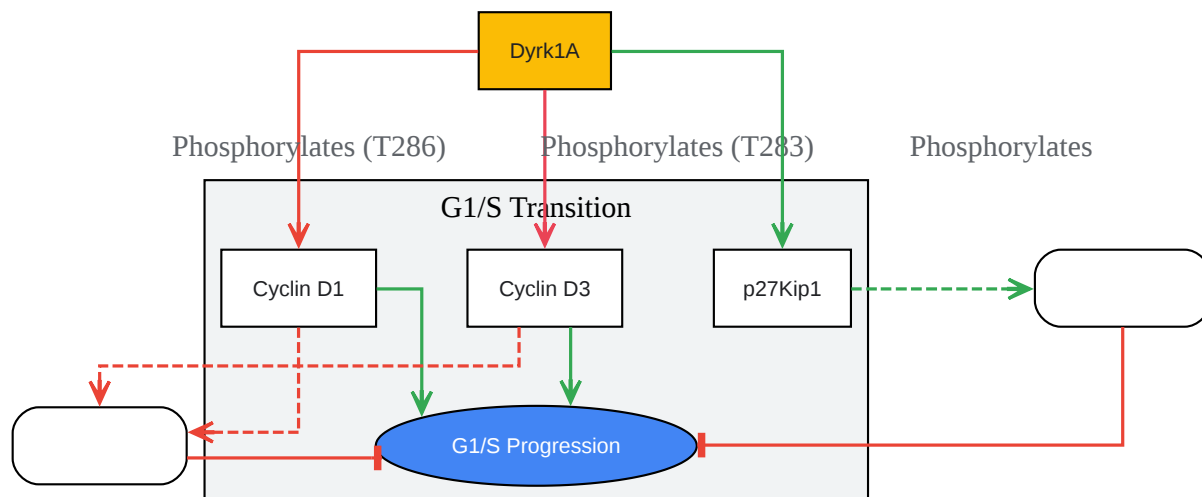 Dyrk1A
Phosphorylates (T286)
Phosphorylates (T283)
Phosphorylates
G1/S Transition
Cyclin D1
Cyclin D3
p27Kip1
G1/S Progression